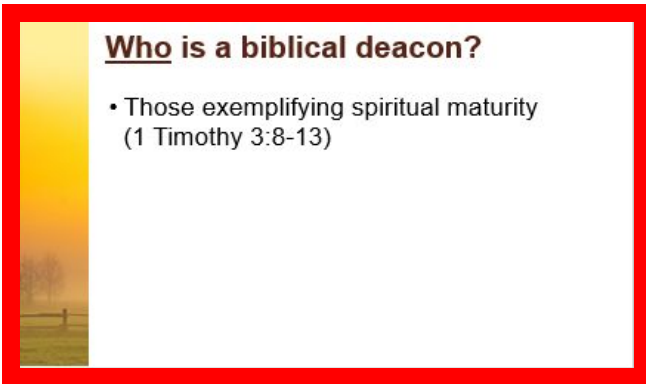 Who is a biblical deacon?
• Those exemplifying spiritual maturity
(1 Timothy 3:8-13)